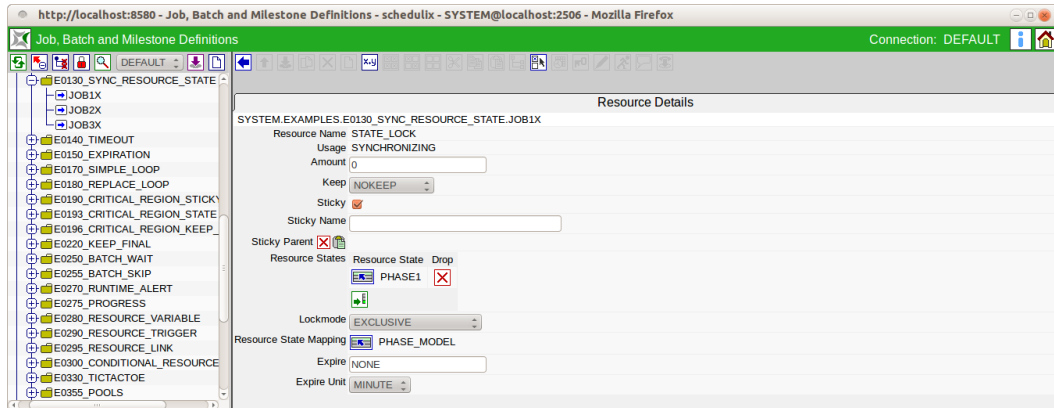 http://localhost:8580 - Job, Batch and Milestone Definitions - schedulix - SYSTEM@localhost:2506 - Mozilla Firefox
Job, Batch and Milestone Definitions
Connection: DEFAULT
DEFAULT
x.y
E0130_SYNC_RESOURCE_STATE
JOB1X
JOB2X
JOB3X
E0140_TIMEOUT
E0150_EXPIRATION
E0170_SIMPLE_LOOP
E0180_REPLACE_LOOP
E0190_CRITICAL_REGION_STICKY
E0193_CRITICAL_REGION_STATE
E0196_CRITICAL_REGION_KEEP_
E0220_KEEP_FINAL
E0250_BATCH_WAIT
E0255_BATCH_SKIP
E0270_RUNTIME_ALERT
E0275_PROGRESS
E0280_RESOURCE_VARIABLE
E0290_RESOURCE_TRIGGER
E0295_RESOURCE_LINK
E0300_CONDITIONAL_RESOURCE
E0330_TICTACTOE
E0355_POOLS
Resource Details
SYSTEM.EXAMPLES.E0130_SYNC_RESOURCE_STATE.JOB1X
Resource Name STATE_LOCK
Usage SYNCHRONIZING
Amount 0
Keep NOKEEP
Sticky
Sticky Name
Sticky Parent
Resource States Resource State Drop
PHASE1
Lockmode EXCLUSIVE
Resource State Mapping PHASE_MODEL
Expire NONE
Expire Unit MINUTE